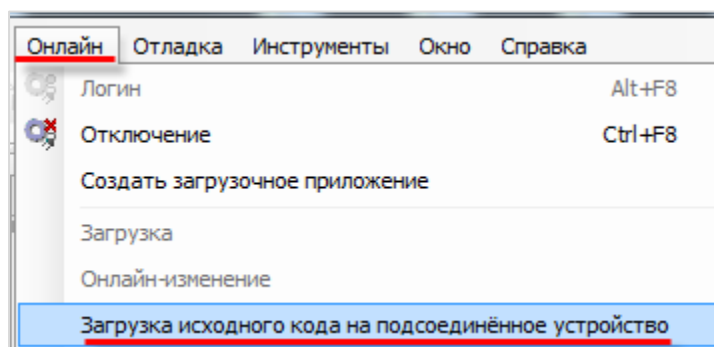 Онлайн Отладка Инструменты Окно Справка
Логин Alt+F8
Отключение Ctrl+F8
Создать загрузочное приложение
Загрузка
Онлайн-изменение
Загрузка исходного кода на подсоединённое устройство